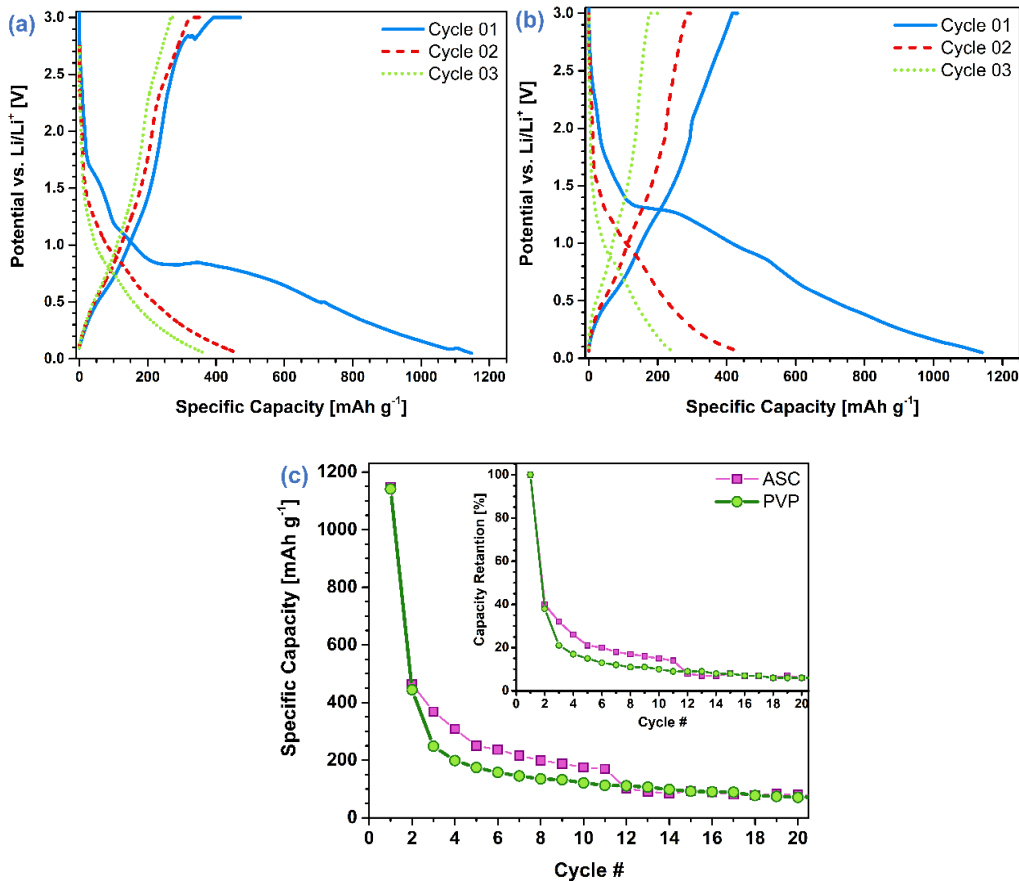 (a)
Cycle 01
Cycle 02
Cycle 03
Potential vs. Li/Li⁺ [V]
3.0
2.5
2.0
1.5
1.0
0.5
0.0
0 200 400 600 800 1000 1200
Specific Capacity [mAh g⁻¹]
(b)
Cycle 01
Cycle 02
Cycle 03
Potential vs. Li/Li⁺ [V]
3.0
2.5
2.0
1.5
1.0
0.5
0.0
0 200 400 600 800 1000 1200
Specific Capacity [mAh g⁻¹]
(c)
Specific Capacity [mAh g⁻¹]
1200
1000
800
600
400
200
0
0 2 4 6 8 10 12 14 16 18 20
Cycle #
ASC
PVP
Capacity Retantion [%]
100
80
60
40
20
0
0 2 4 6 8 10 12 14 16 18 20
Cycle #